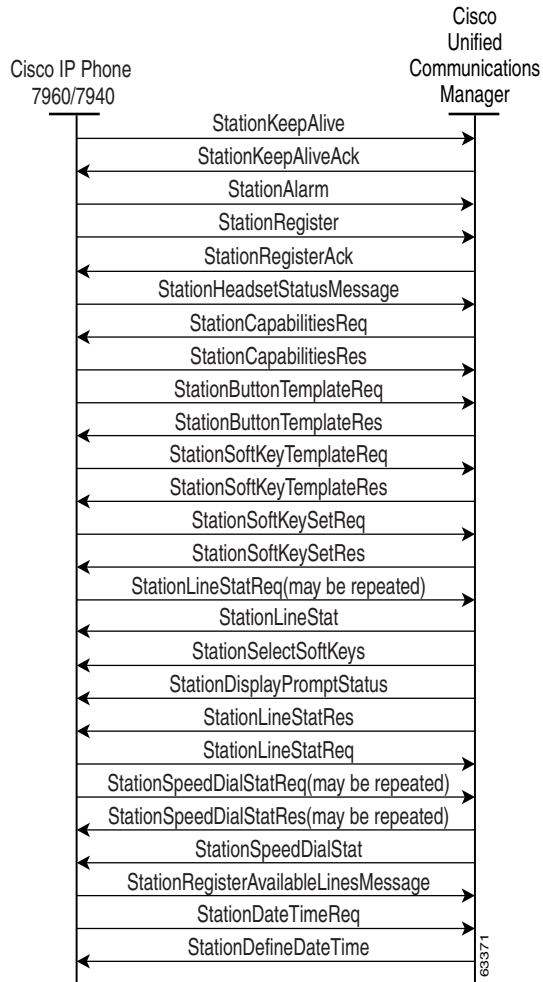 Cisco
Unified
Cisco IP Phone Communications
7960/7940 Manager
StationKeepAlive
StationKeepAliveAck
StationAlarm
StationRegister
StationRegisterAck
StationHeadsetStatusMessage
StationCapabilitiesReq
StationCapabilitiesRes
StationButtonTemplateReq
StationButtonTemplateRes
StationSoftKeyTemplateReq
StationSoftKeyTemplateRes
StationSoftKeySetReq
StationSoftKeySetRes
StationLineStatReq(may be repeated)
StationLineStat
StationSelectSoftKeys
StationDisplayPromptStatus
StationLineStatRes
StationLineStatReq
StationSpeedDialStatReq(may be repeated)
StationSpeedDialStatRes(may be repeated)
StationSpeedDialStat
StationRegisterAvailableLinesMessage
StationDateTimeReq
StationDefineDateTime
63371